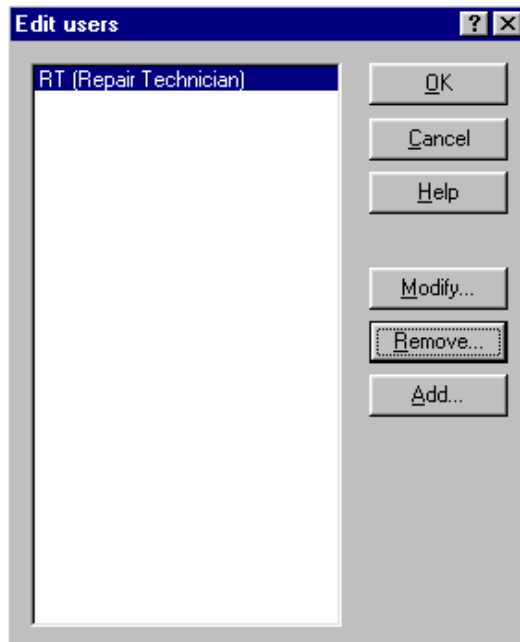 Edit users
RT (Repair Technician)
OK
Cancel
Help
Modify...
Remove...
Add...